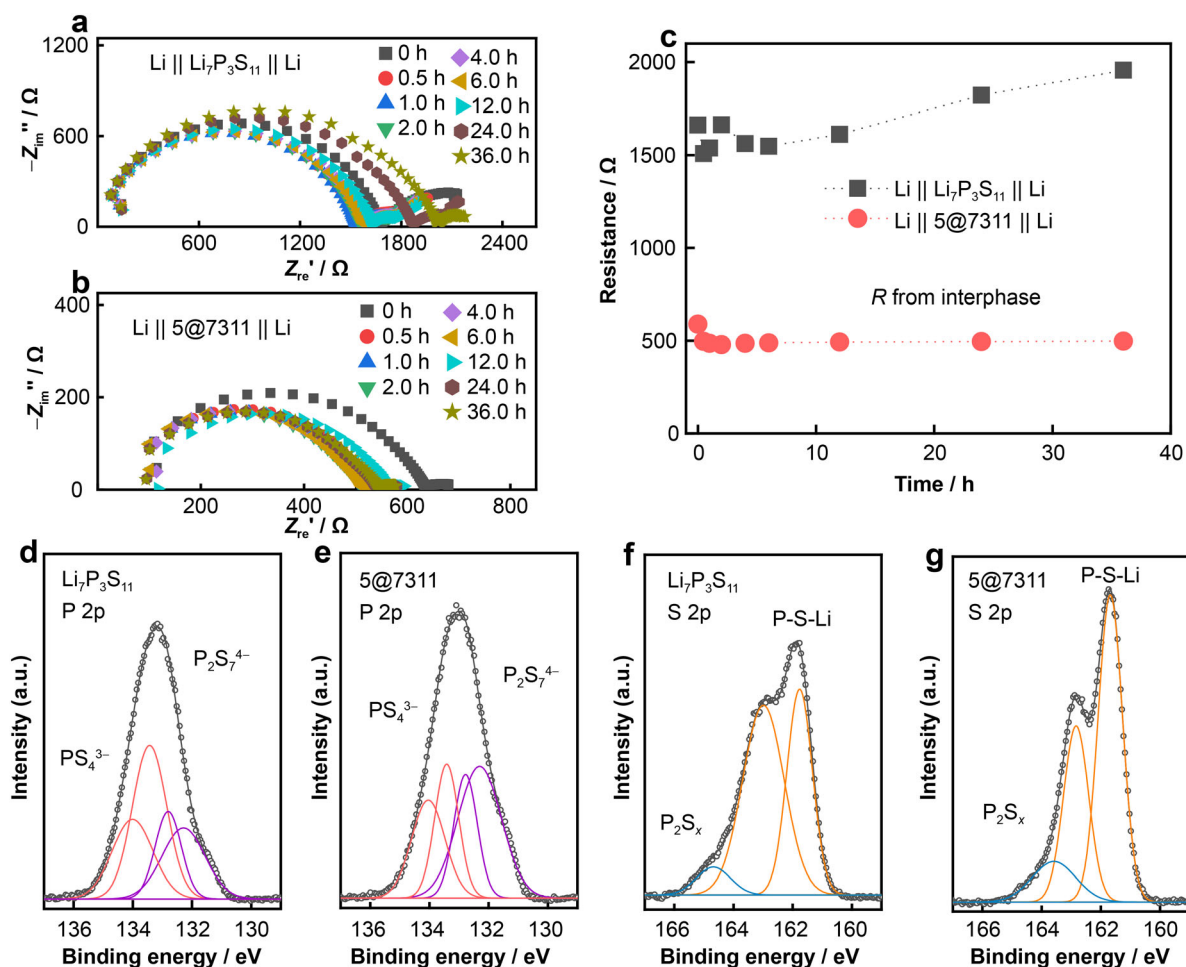 a
Li || Li₇P₃S₁₁ || Li
0 h
0.5 h
1.0 h
2.0 h
4.0 h
6.0 h
12.0 h
24.0 h
36.0 h
−Z_im'' / Ω
1200
600
0
600 1200 1800 2400
Z_re' / Ω
b
Li || 5@7311 || Li
0 h
0.5 h
1.0 h
2.0 h
4.0 h
6.0 h
12.0 h
24.0 h
36.0 h
−Z_im'' / Ω
400
200
0
0 200 400 600 800
Z_re' / Ω
c
Resistance / Ω
2000
1500
1000
500
0
Li || Li₇P₃S₁₁ || Li
Li || 5@7311 || Li
R from interphase
0 10 20 30 40
Time / h
d
Li₇P₃S₁₁
P 2p
P₂S₇⁴⁻
PS₄³⁻
Intensity (a.u.)
136 134 132 130
Binding energy / eV
e
5@7311
P 2p
P₂S₇⁴⁻
PS₄³⁻
Intensity (a.u.)
136 134 132 130
Binding energy / eV
f
Li₇P₃S₁₁
S 2p
P-S-Li
P₂Sₓ
Intensity (a.u.)
166 164 162 160
Binding energy / eV
g
5@7311
S 2p
P-S-Li
P₂Sₓ
Intensity (a.u.)
166 164 162 160
Binding energy / eV